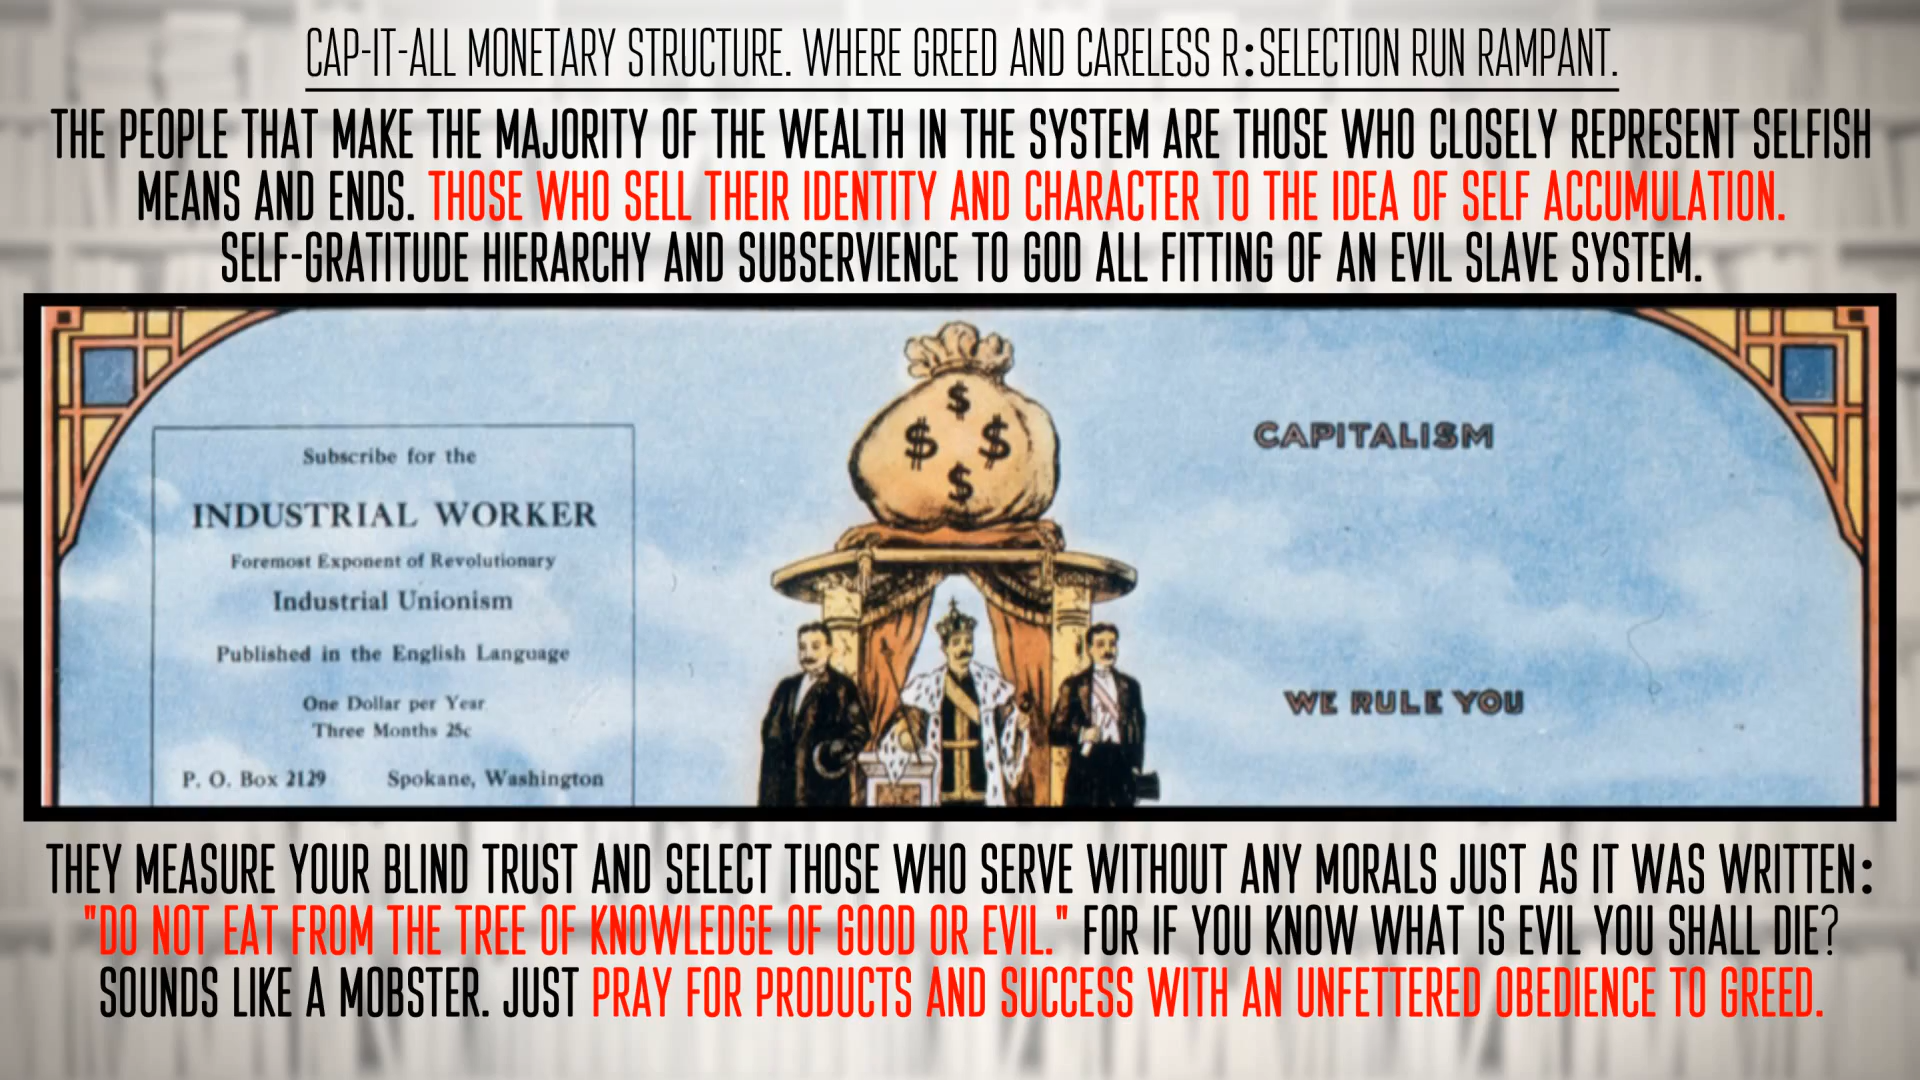 CAP-IT-ALL MONETARY STRUCTURE. WHERE GREED AND CARELESS R:SELECTION RUN RAMPANT.
THE PEOPLE THAT MAKE THE MAJORITY OF THE WEALTH IN THE SYSTEM ARE THOSE WHO CLOSELY REPRESENT SELFISH
MEANS AND ENDS. THOSE WHO SELL THEIR IDENTITY AND CHARACTER TO THE IDEA OF SELF ACCUMULATION.
SELF-GRATITUDE HIERARCHY AND SUBSERVIENCE TO GOD ALL FITTING OF AN EVIL SLAVE SYSTEM.
Subscribe for the
INDUSTRIAL WORKER
Foremost Exponent of Revolutionary
Industrial Unionism
Published in the English Language
One Dollar per Year
Three Months 25c
P. O. Box 2129 Spokane, Washington
$
$ $
$
CAPITALISM
WE RULE YOU
THEY MEASURE YOUR BLIND TRUST AND SELECT THOSE WHO SERVE WITHOUT ANY MORALS JUST AS IT WAS WRITTEN:
"DO NOT EAT FROM THE TREE OF KNOWLEDGE OF GOOD OR EVIL." FOR IF YOU KNOW WHAT IS EVIL YOU SHALL DIE?
SOUNDS LIKE A MOBSTER. JUST PRAY FOR PRODUCTS AND SUCCESS WITH AN UNFETTERED OBEDIENCE TO GREED.